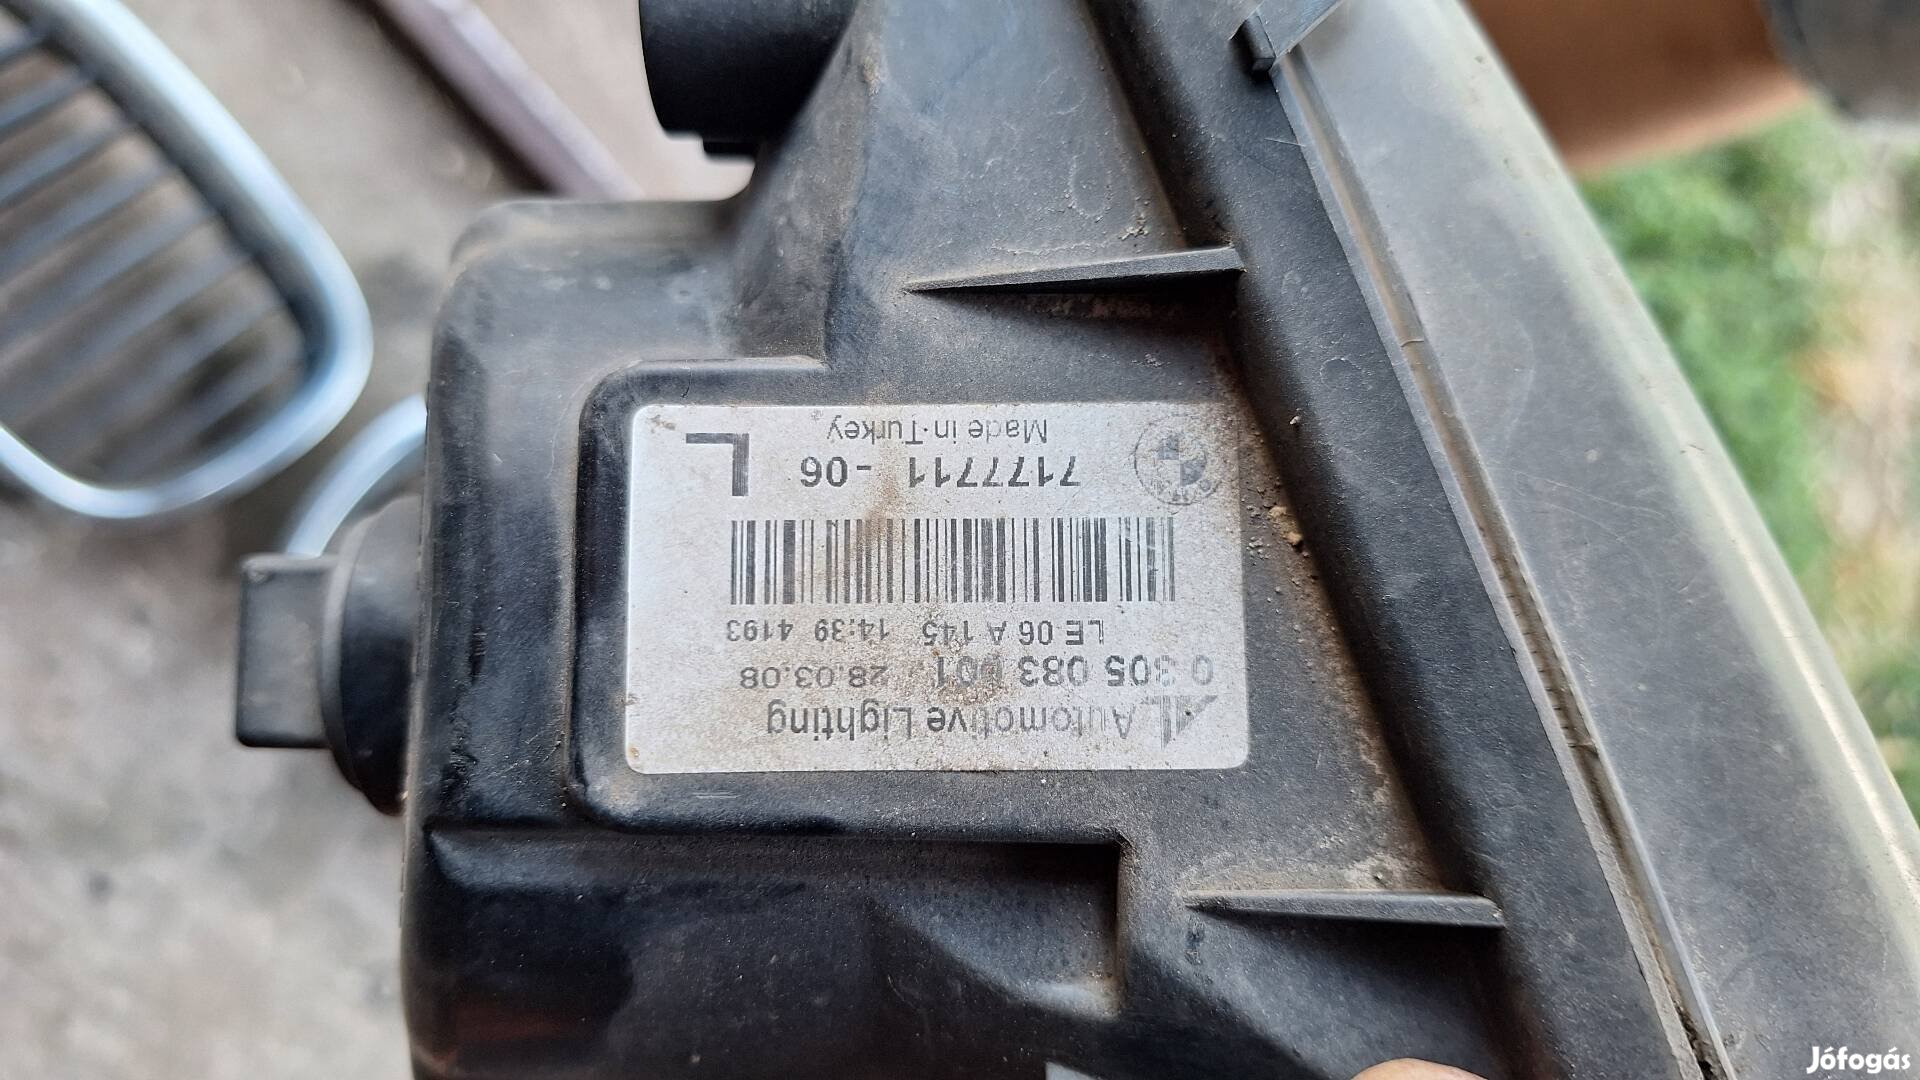 AL Automotive Lighting
0 305 083 001 28.03.08
LE 06 A 145 14:39 4193
7177711 -06 L
Made in Turkey
Jófogás